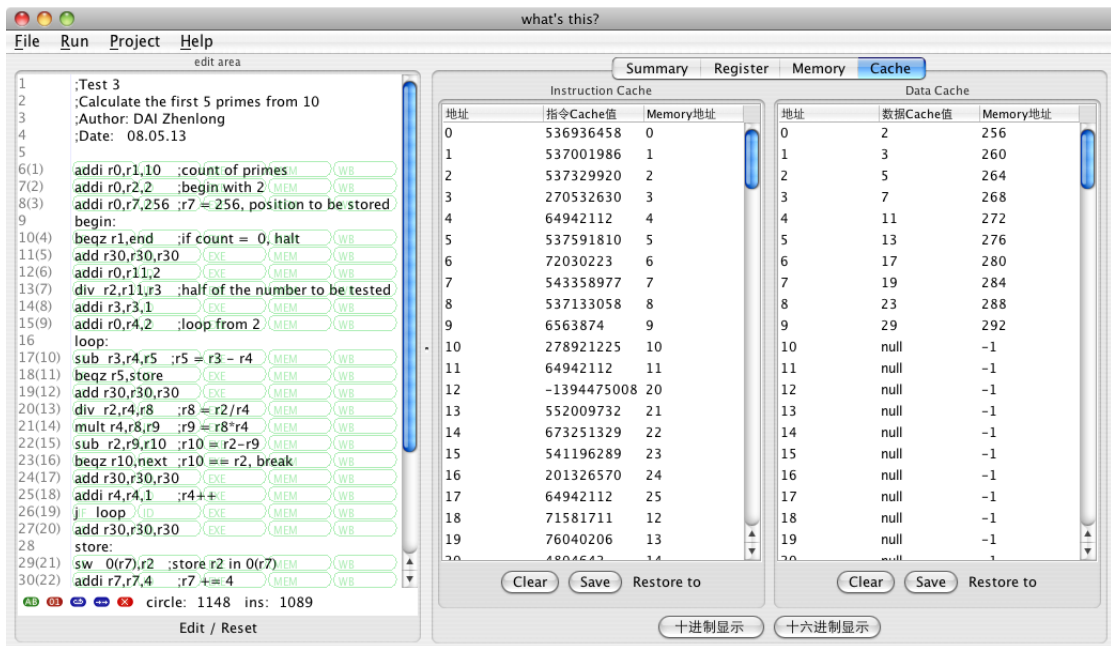 what's this?
File Run Project Help
edit area
1 ;Test 3
2 ;Calculate the first 5 primes from 10
3 ;Author: DAI Zhenlong
4 ;Date: 08.05.13
5
6(1) addi r0,r1,10 ;count of primes
7(2) addi r0,r2,2 ;begin with 2
8(3) addi r0,r7,256 ;r7 = 256, position to be stored
9 begin:
10(4) beqz r1,end ;if count = 0, halt
11(5) add r30,r30,r30
12(6) addi r0,r11,2
13(7) div r2,r11,r3 ;half of the number to be tested
14(8) addi r3,r3,1
15(9) addi r0,r4,2 ;loop from 2
16 loop:
17(10) sub r3,r4,r5 ;r5 = r3 - r4
18(11) beqz r5,store
19(12) add r30,r30,r30
20(13) div r2,r4,r8 ;r8 = r2/r4
21(14) mult r4,r8,r9 ;r9 = r8*r4
22(15) sub r2,r9,r10 ;r10 = r2-r9
23(16) beqz r10,next ;r10 == r2, break
24(17) add r30,r30,r30
25(18) addi r4,r4,1 ;r4++
26(19) j loop
27(20) add r30,r30,r30
28 store:
29(21) sw 0(r7),r2 ;store r2 in 0(r7)
30(22) addi r7,r7,4 ;r7 += 4
circle: 1148 ins: 1089
Edit / Reset
Summary Register Memory Cache
Instruction Cache
地址 指令Cache值 Memory地址
0 536936458 0
1 537001986 1
2 537329920 2
3 270532630 3
4 64942112 4
5 537591810 5
6 72030223 6
7 543358977 7
8 537133058 8
9 6563874 9
10 278921225 10
11 64942112 11
12 -1394475008 20
13 552009732 21
14 673251329 22
15 541196289 23
16 201326570 24
17 64942112 25
18 71581711 12
19 76040206 13
Clear Save Restore to
Data Cache
地址 数据Cache值 Memory地址
0 2 256
1 3 260
2 5 264
3 7 268
4 11 272
5 13 276
6 17 280
7 19 284
8 23 288
9 29 292
10 null -1
11 null -1
12 null -1
13 null -1
14 null -1
15 null -1
16 null -1
17 null -1
18 null -1
19 null -1
Clear Save Restore to
十进制显示 十六进制显示